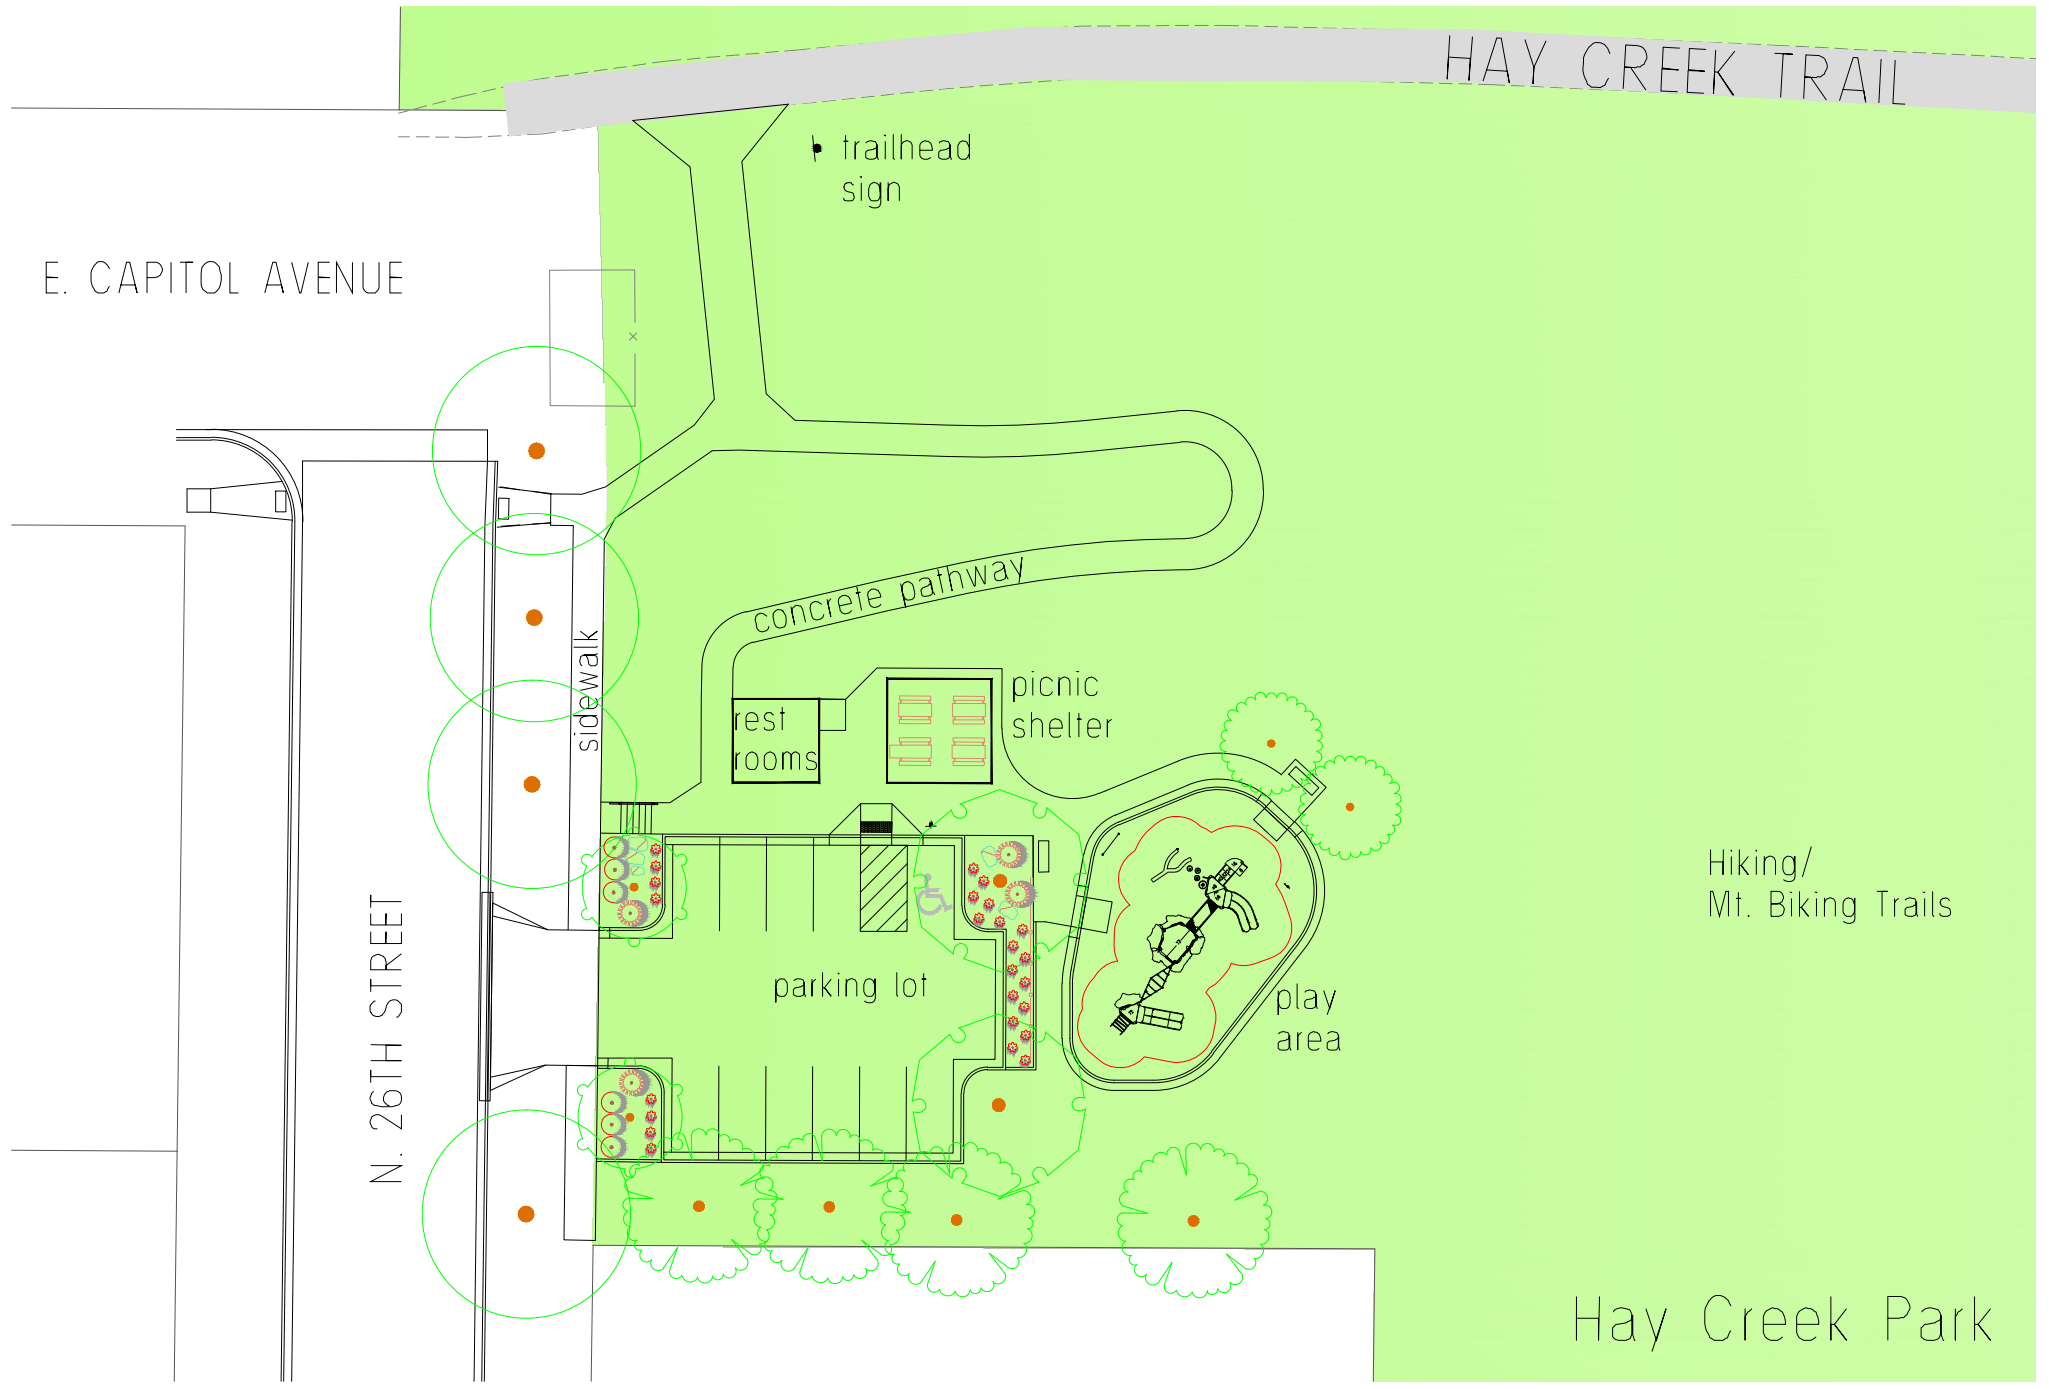 HAY CREEK TRAIL
trailhead
sign
E. CAPITOL AVENUE
concrete pathway
sidewalk
picnic
shelter
rest
rooms
Hiking/
Mt. Biking Trails
N. 26TH STREET
parking lot
play
area
Hay Creek Park